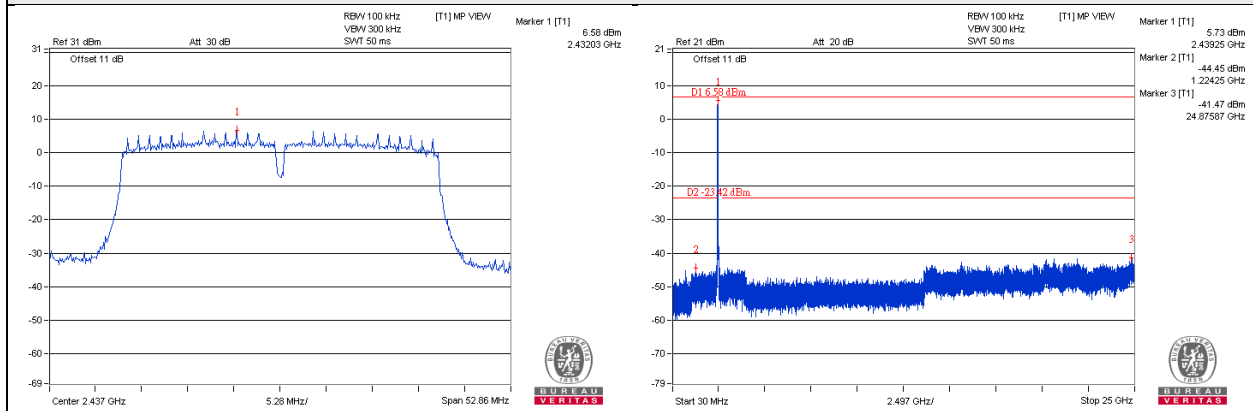 RBW 100 kHz
VBW 300 kHz
SWT 50 ms
[T1] MP VIEW
Marker 1 [T1]
6.58 dBm
2.43203 GHz
Ref 31 dBm
Att 30 dB
Offset 11 dB
31
20
10
0
-10
-20
-30
-40
-50
-60
-69
1
Center 2.437 GHz
5.28 MHz/
Span 52.86 MHz
1828
BUREAU
VERITAS
RBW 100 kHz
VBW 300 kHz
SWT 50 ms
[T1] MP VIEW
Marker 1 [T1]
5.73 dBm
2.43925 GHz
Marker 2 [T1]
-44.45 dBm
1.22425 GHz
Marker 3 [T1]
-41.47 dBm
24.87587 GHz
Ref 21 dBm
Att 20 dB
Offset 11 dB
21
10
0
-10
-20
-30
-40
-50
-60
-70
-79
1
D1 6.58 dBm
D2 -23.42 dBm
2
3
Start 30 MHz
2.497 GHz/
Stop 25 GHz
1828
BUREAU
VERITAS